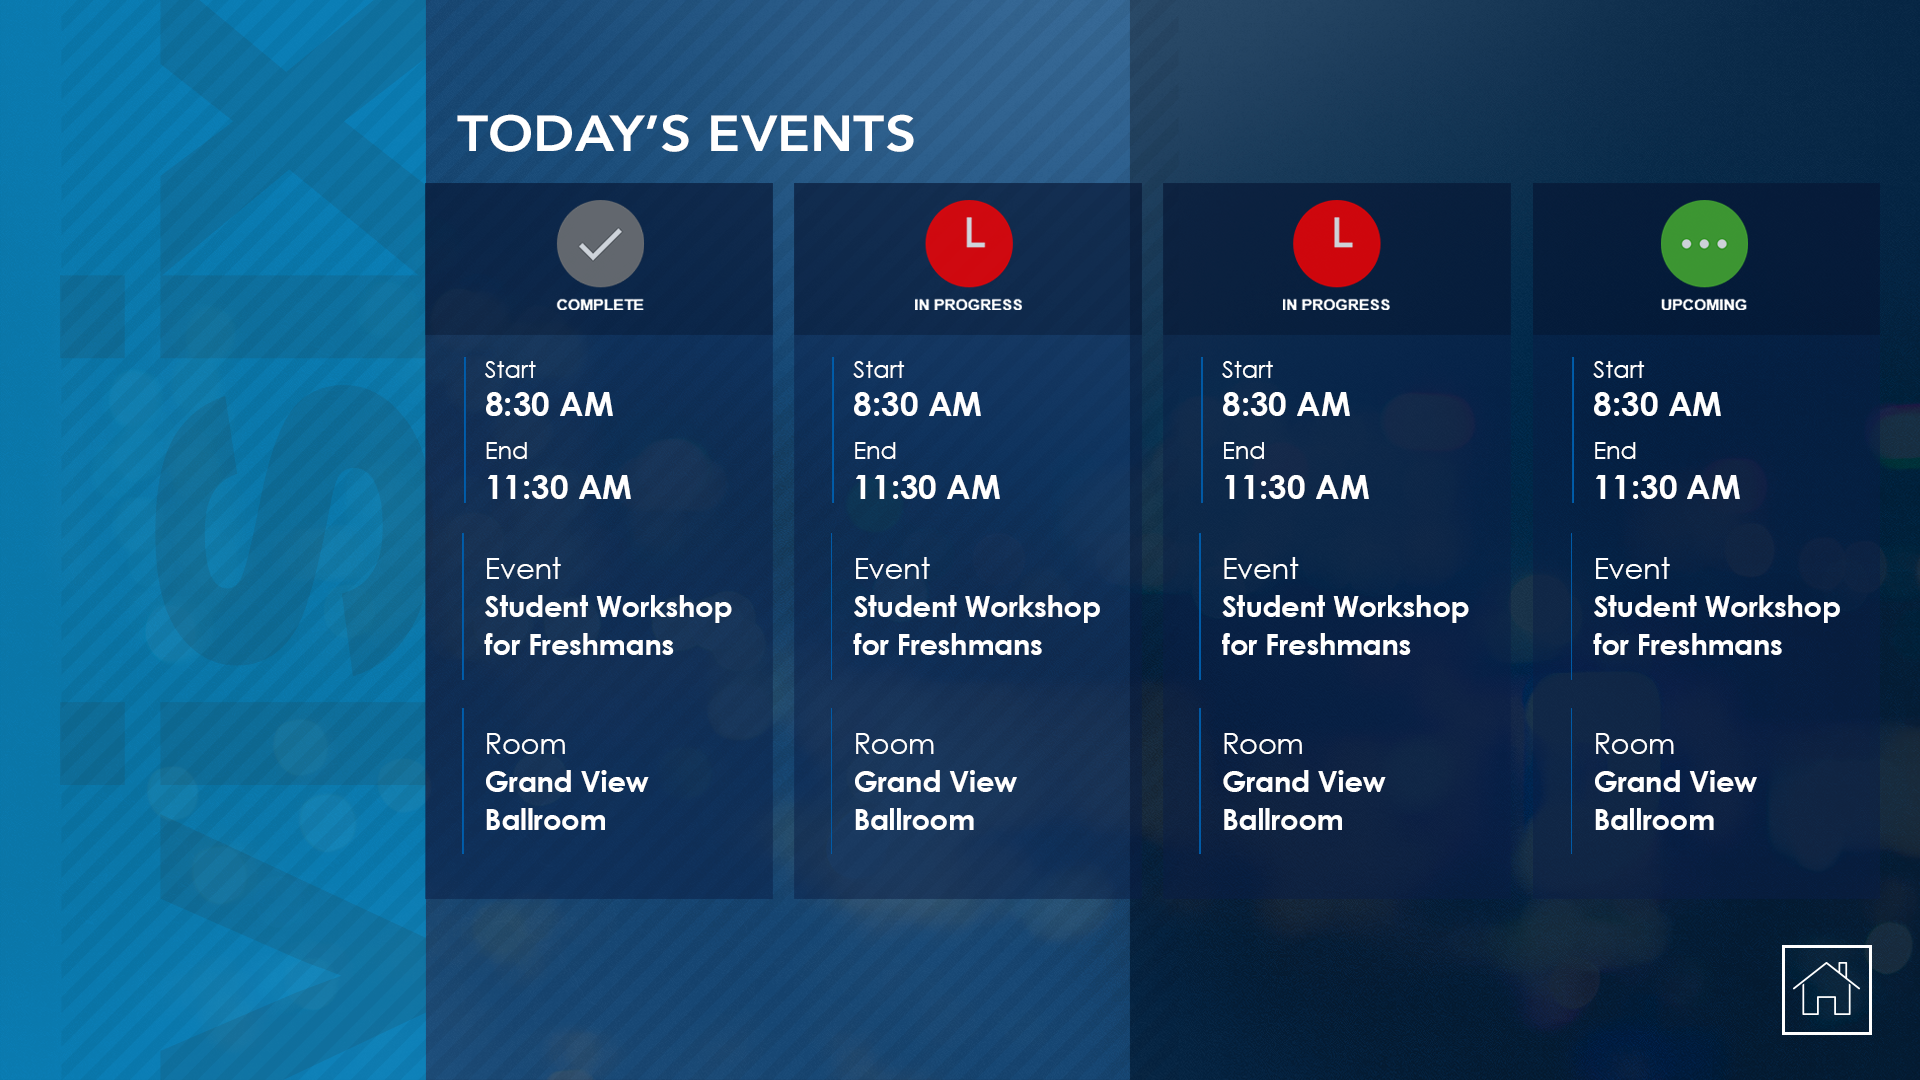 visix
TODAY'S EVENTS
COMPLETE
Start
8:30 AM
End
11:30 AM
Event
Student Workshop
for Freshmans
Room
Grand View
Ballroom
IN PROGRESS
Start
8:30 AM
End
11:30 AM
Event
Student Workshop
for Freshmans
Room
Grand View
Ballroom
IN PROGRESS
Start
8:30 AM
End
11:30 AM
Event
Student Workshop
for Freshmans
Room
Grand View
Ballroom
UPCOMING
Start
8:30 AM
End
11:30 AM
Event
Student Workshop
for Freshmans
Room
Grand View
Ballroom